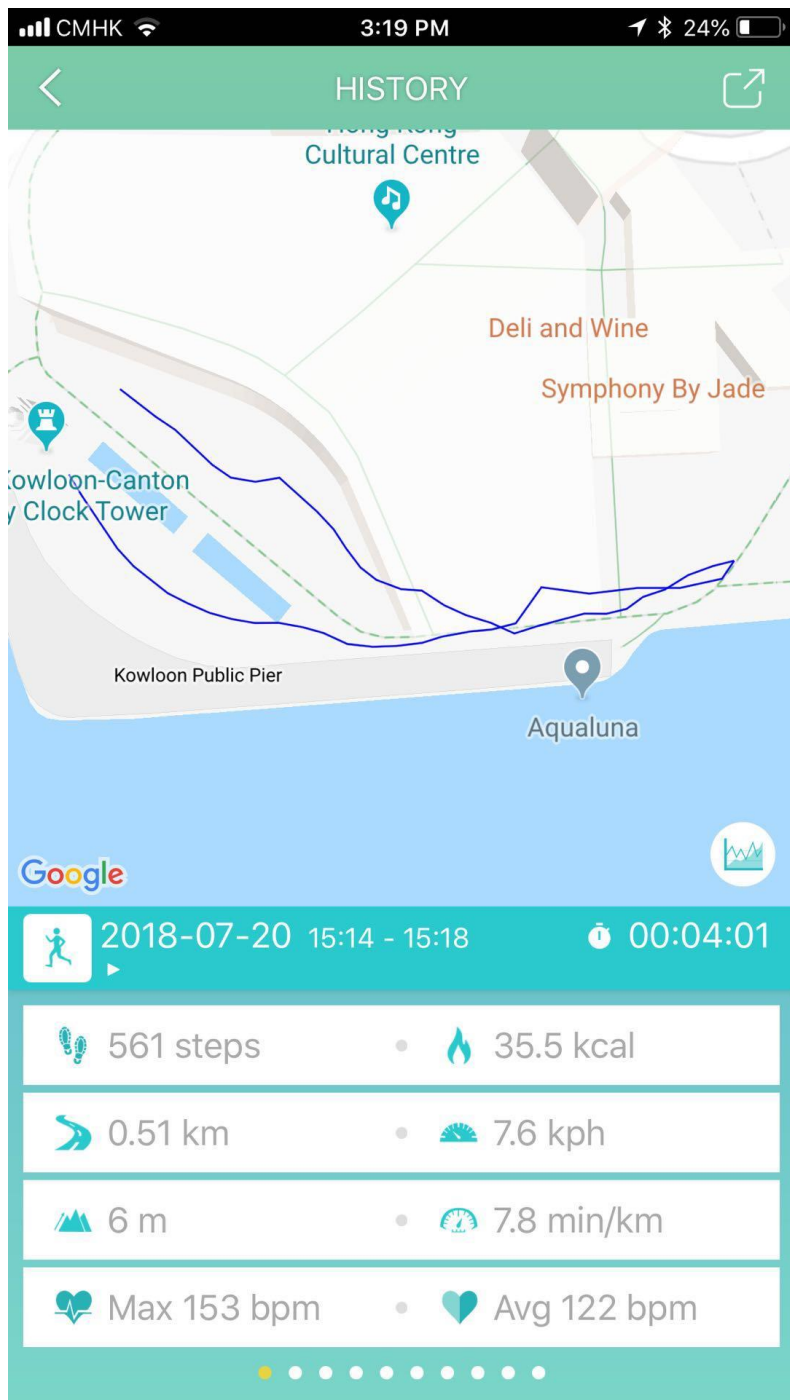 CMHK 3:19 PM 24%
HISTORY
Hong Kong
Cultural Centre
Deli and Wine
Symphony By Jade
owloon-Canton
y Clock Tower
Kowloon Public Pier
Aqualuna
Google
2018-07-20 15:14 - 15:18 00:04:01
561 steps 35.5 kcal
0.51 km 7.6 kph
6 m 7.8 min/km
Max 153 bpm Avg 122 bpm